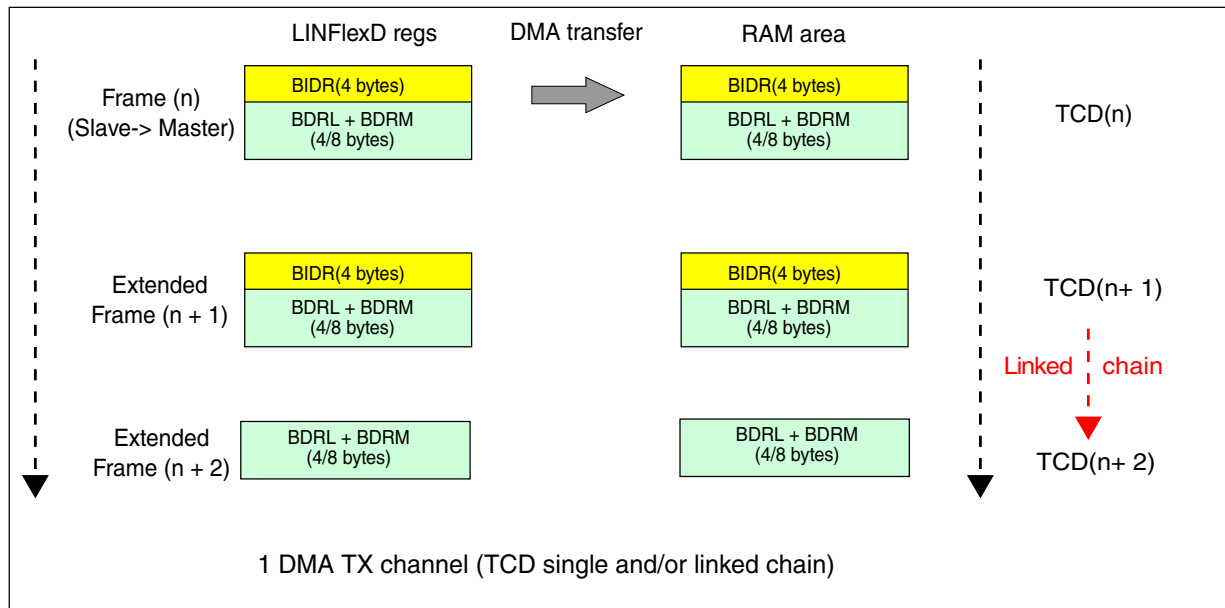 LINFlexD regs
DMA transfer
RAM area
Frame (n)
(Slave-> Master)
BIDR(4 bytes)
BDRL + BDRM
(4/8 bytes)
BIDR(4 bytes)
BDRL + BDRM
(4/8 bytes)
TCD(n)
Extended
Frame (n + 1)
BIDR(4 bytes)
BDRL + BDRM
(4/8 bytes)
BIDR(4 bytes)
BDRL + BDRM
(4/8 bytes)
TCD(n+ 1)
Linked chain
Extended
Frame (n + 2)
BDRL + BDRM
(4/8 bytes)
BDRL + BDRM
(4/8 bytes)
TCD(n+ 2)
1 DMA TX channel (TCD single and/or linked chain)